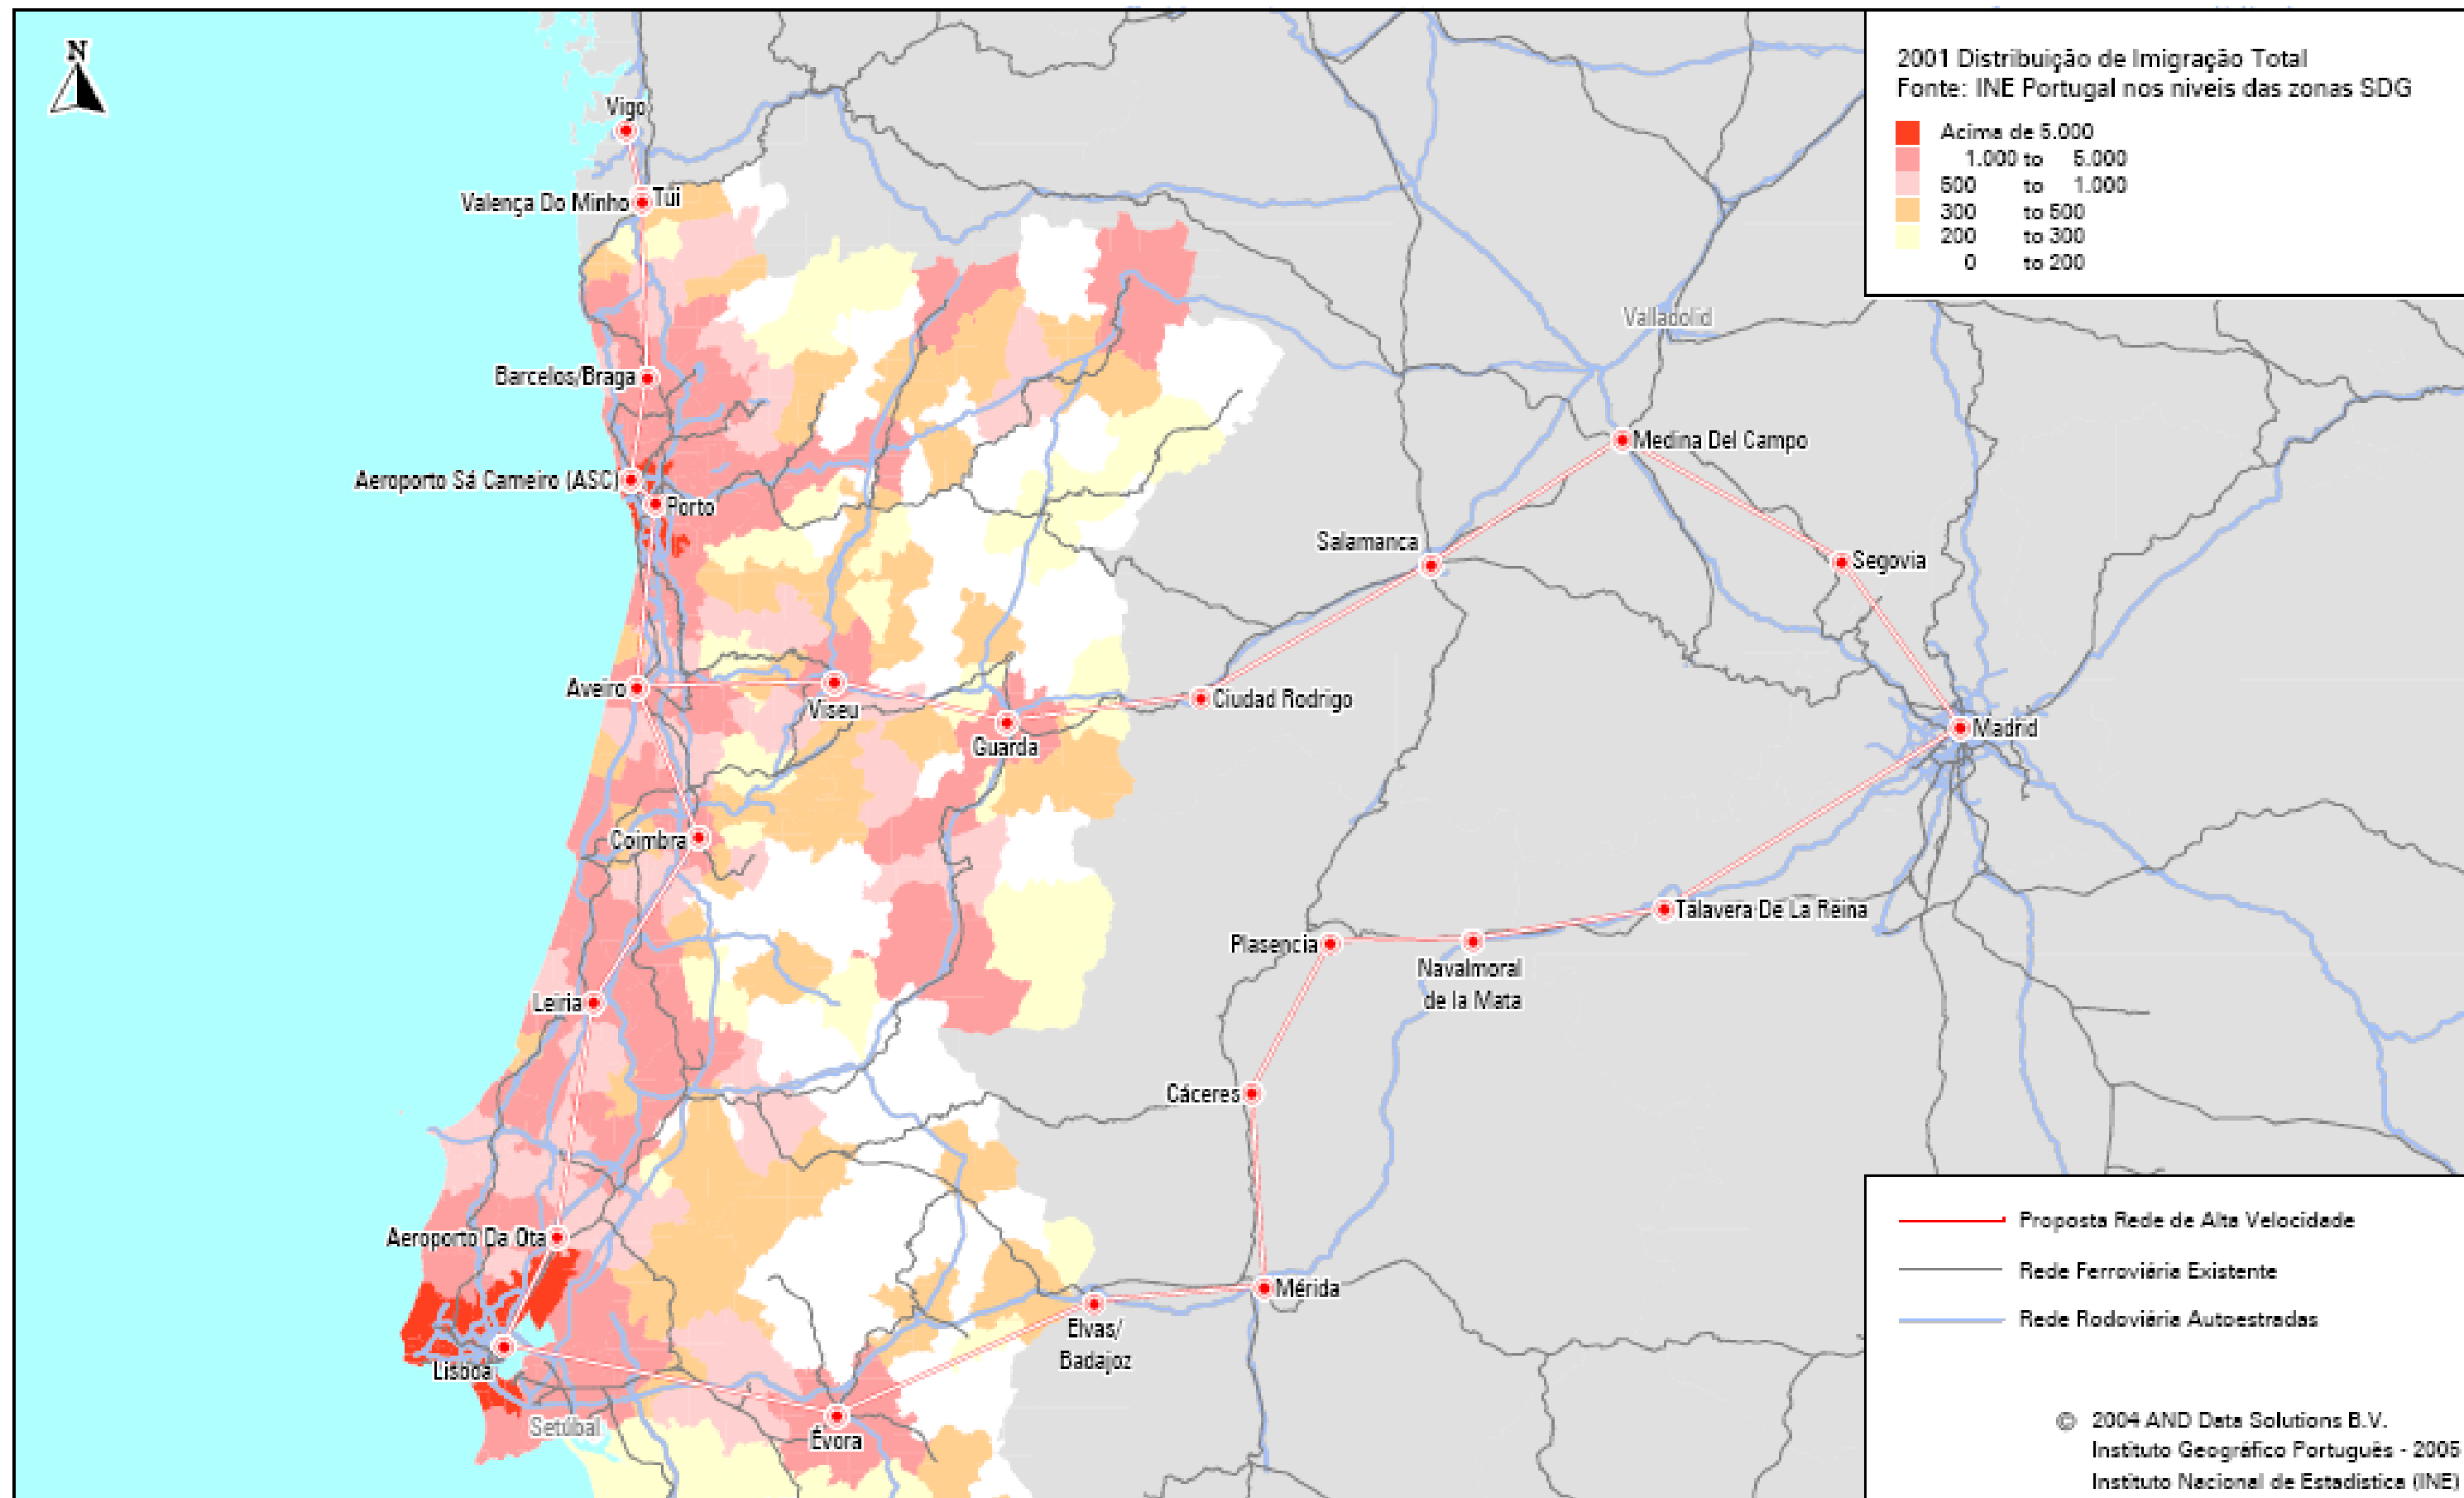 N
2001 Distribuição de Imigração Total
Fonte: INE Portugal nos niveis das zonas SDG
Acima de 5.000
1.000 to 5.000
500 to 1.000
300 to 500
200 to 300
0 to 200
Vigo
Valença Do Minho
Túi
Barcelos/Braga
Valladolid
Medina Del Campo
Aeroporto Sá Carneiro (ASC)
Porto
Salamanca
Segovia
Aveiro
Viseu
Ciudad Rodrigo
Guarda
Madrid
Coimbra
Talavera De La Reina
Plasencia
Navalmoral
de la Mata
Leiria
Cáceres
Aeroporto Da Ota
Mérida
Elvas/
Badajoz
Lisboa
Setúbal
Évora
Proposta Rede de Alta Velocidade
Rede Ferroviária Existente
Rede Rodoviária Autoestradas
© 2004 AND Data Solutions B.V.
Instituto Geográfico Português - 2005
Instituto Nacional de Estadística (INE)